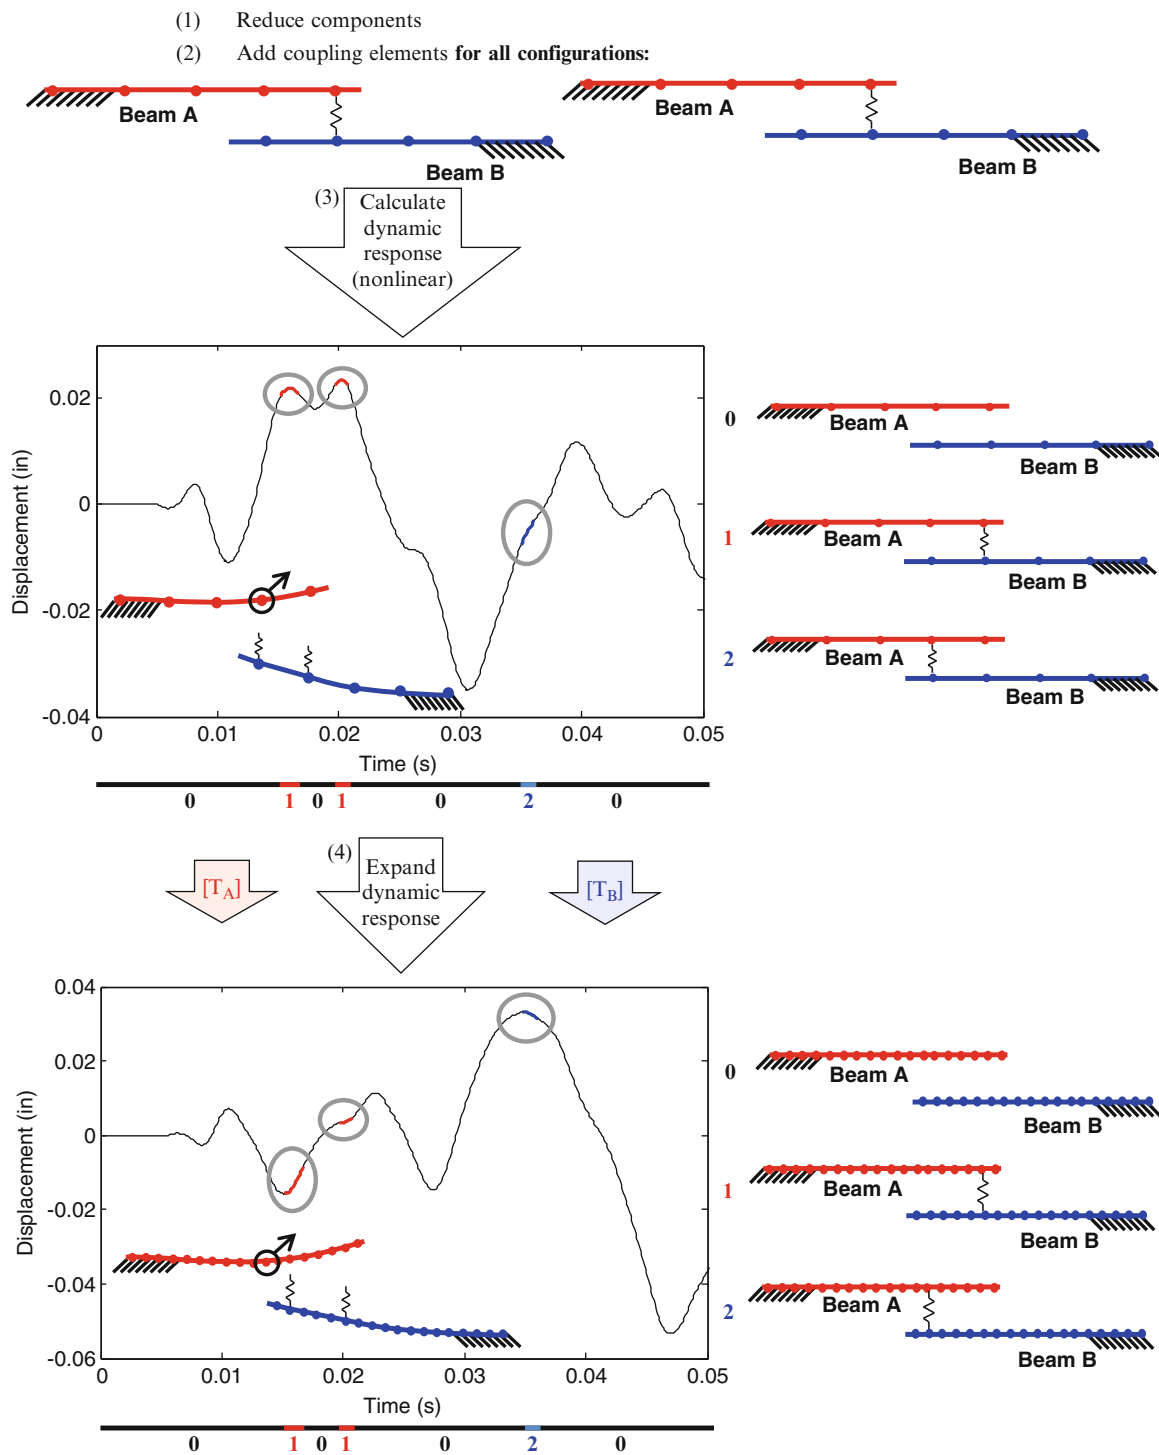 (1) Reduce components
(2) Add coupling elements for all configurations:
Beam A
Beam B
Beam A
Beam B
(3)
Calculate
dynamic
response
(nonlinear)
Displacement (in)
0.02
0
-0.02
-0.04
0 0.01 0.02 0.03 0.04 0.05
Time (s)
0 1 0 1 0 2 0
0
Beam A
Beam B
1
Beam A
Beam B
2
Beam A
Beam B
[T_A]
(4)
Expand
dynamic
response
[T_B]
Displacement (in)
0.04
0.02
0
-0.02
-0.04
-0.06
0 0.01 0.02 0.03 0.04 0.05
Time (s)
0 1 0 1 0 2 0
0
Beam A
Beam B
1
Beam A
Beam B
2
Beam A
Beam B